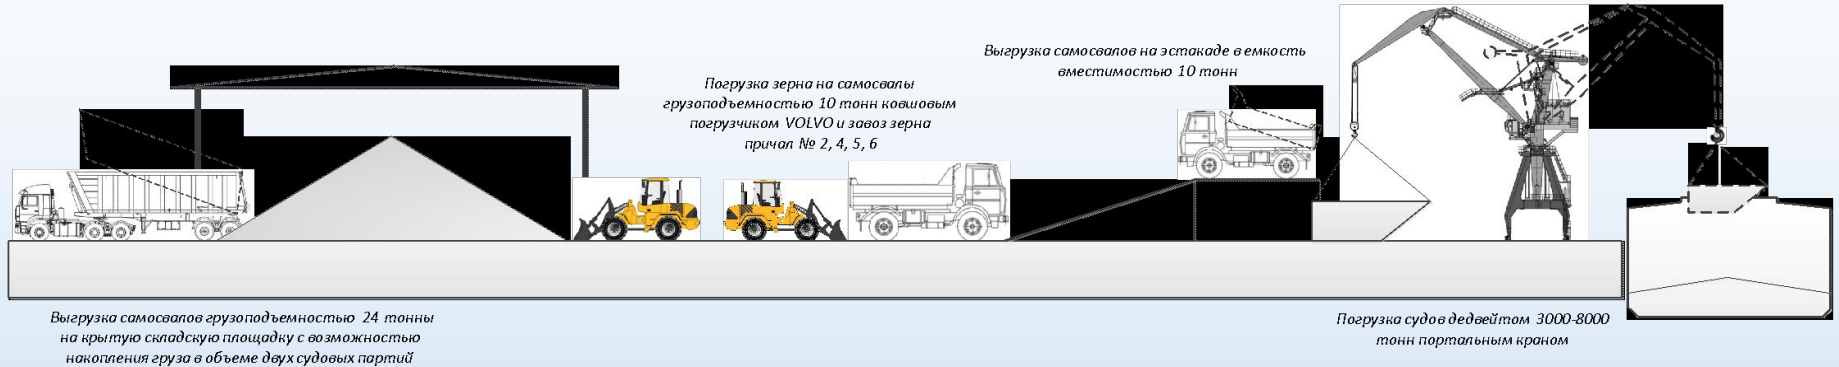 Выгрузка самосвалов грузоподъемностью 24 тонны
на крытую складскую площадку с возможностью
накопления груза в объеме двух судовых партий
Погрузка зерна на самосвалы
грузоподъемностью 10 тонн ковшовым
погрузчиком VOLVO и завоз зерна
причал № 2, 4, 5, 6
Выгрузка самосвалов на эстакаде в емкость
вместимостью 10 тонн
Погрузка судов дедвейтом 3000-8000
тонн портальным краном